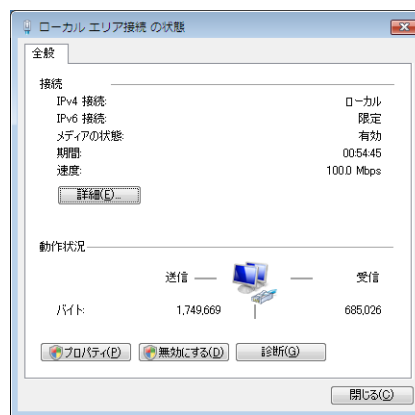 ローカル エリア接続 の状態
全般
接続
IPv4 接続: ローカル
IPv6 接続: 限定
メディアの状態: 有効
期間: 00:54:45
速度: 100.0 Mbps
詳細(E)...
動作状況
送信 受信
バイト: 1,749,669 685,026
プロパティ(P) 無効にする(D) 診断(G)
閉じる(C)